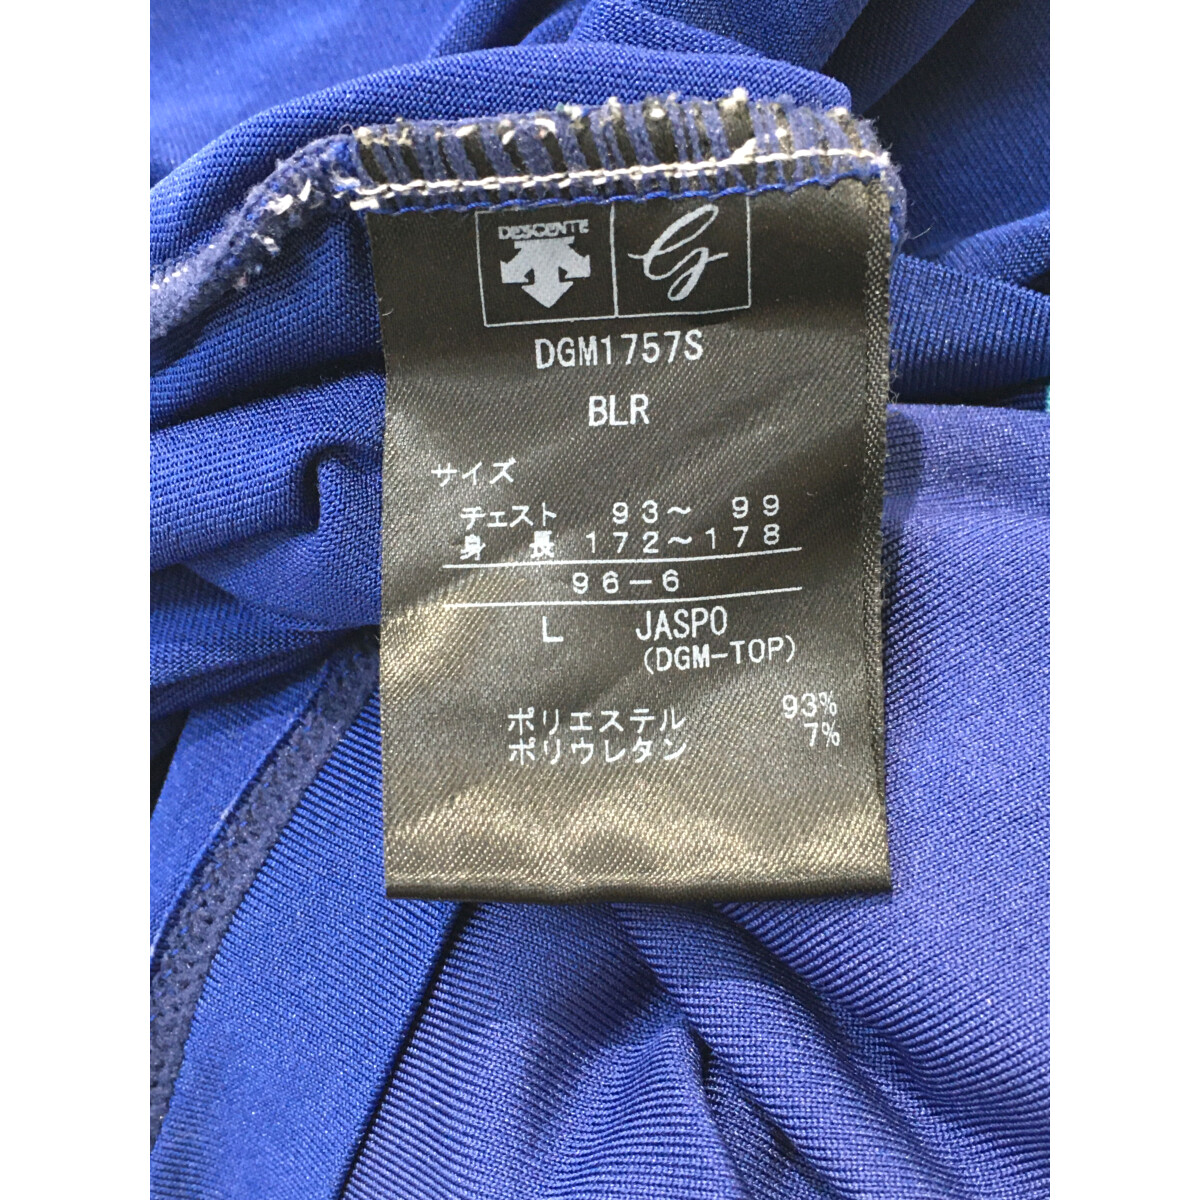 DESCENTE G
DGM1757S
BLR
サイズ
チェスト 93~ 99
身 長 172~178
96-6
L JASPO
(DGM-TOP)
ポリエステル 93%
ポリウレタン 7%